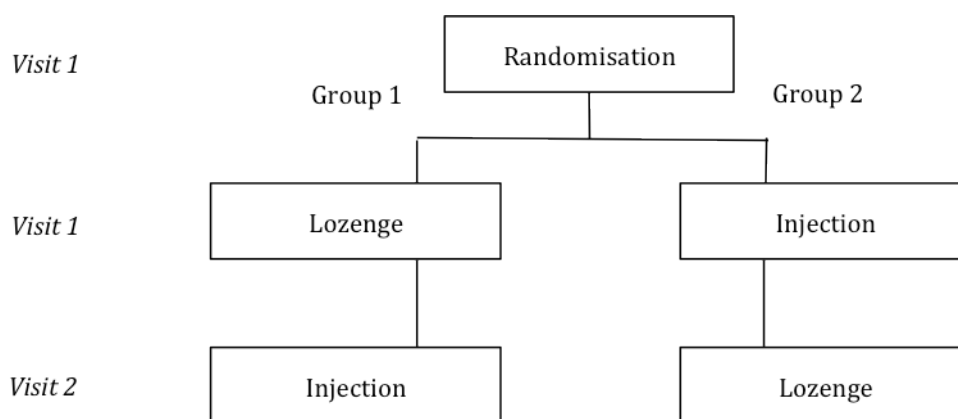 Visit 1
Randomisation
Group 1
Group 2
Visit 1
Lozenge
Injection
Visit 2
Injection
Lozenge